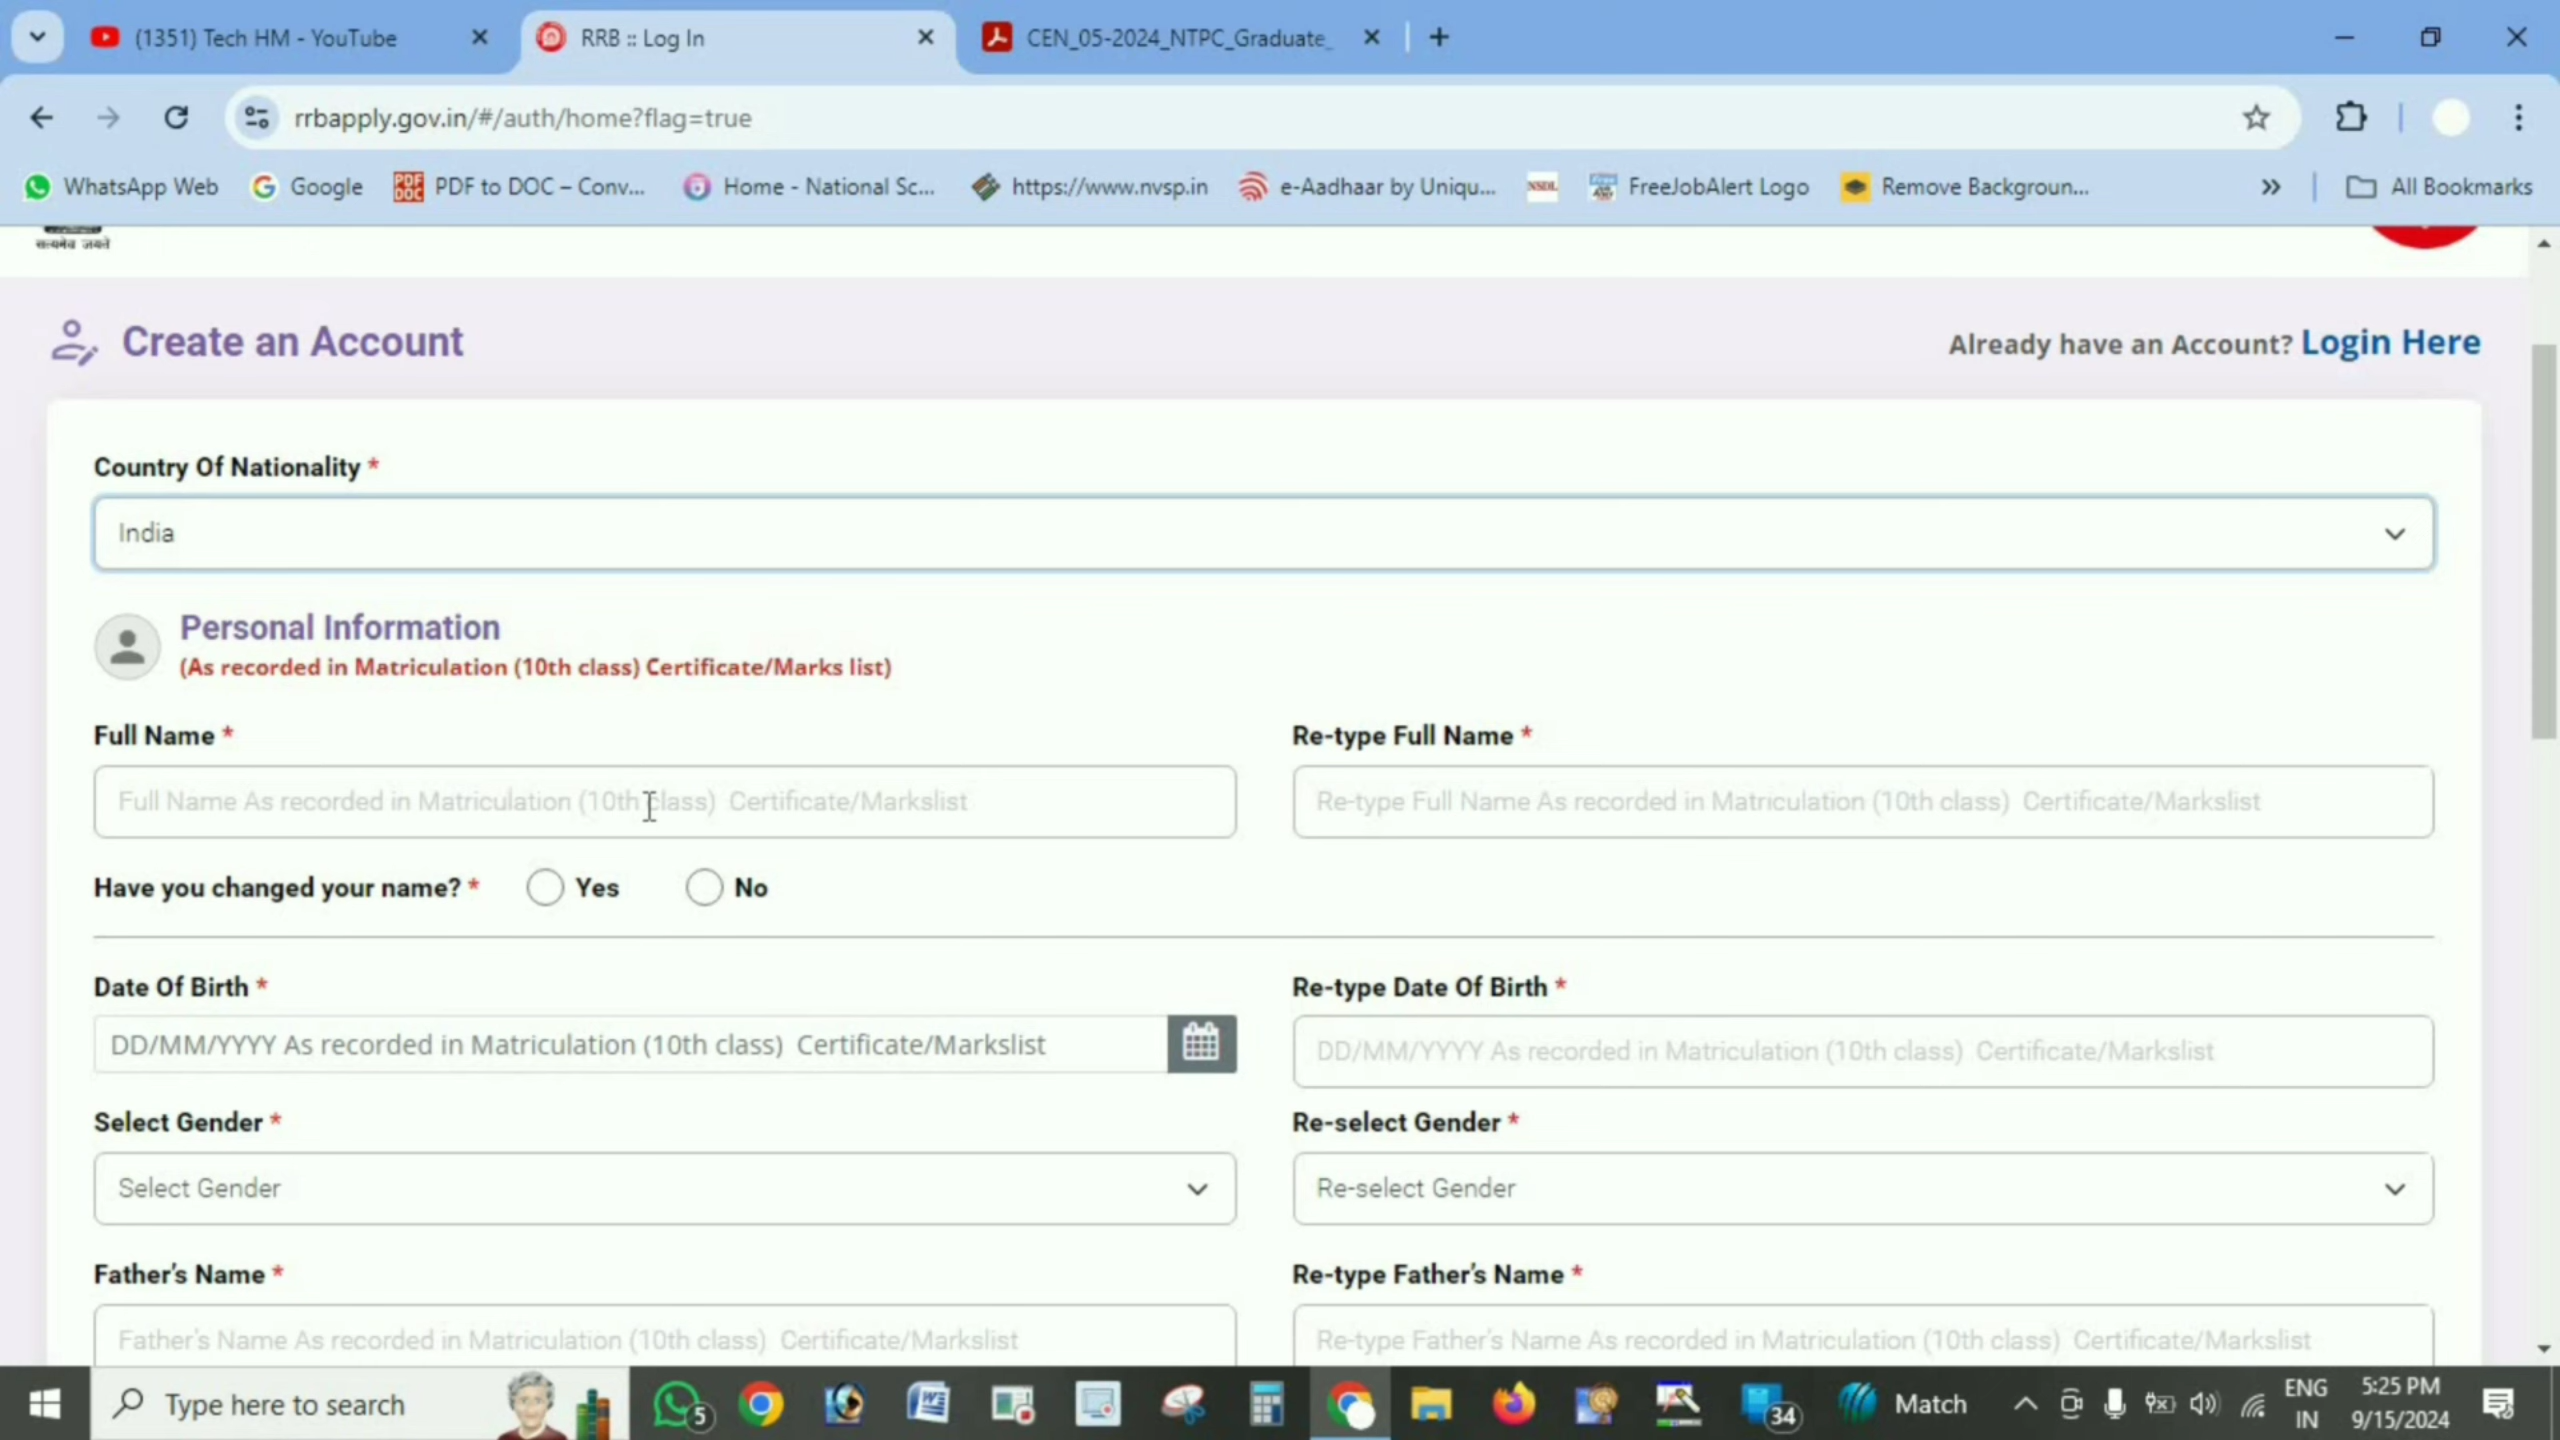 (1351) Tech HM - YouTube
RRB :: Log In
CEN_05-2024_NTPC_Graduate_
rrbapply.gov.in/#/auth/home?flag=true
WhatsApp Web
Google
PDF to DOC – Conv...
Home - National Sc...
https://www.nvsp.in
e-Aadhaar by Uniqu...
NSDL
FreeJobAlert Logo
Remove Backgroun...
All Bookmarks
सत्यमेव जयते
Create an Account
Already have an Account? Login Here
Country Of Nationality *
India
Personal Information
(As recorded in Matriculation (10th class) Certificate/Marks list)
Full Name *
Re-type Full Name *
Full Name As recorded in Matriculation (10th class) Certificate/Markslist
Re-type Full Name As recorded in Matriculation (10th class) Certificate/Markslist
Have you changed your name? * Yes No
Date Of Birth *
Re-type Date Of Birth *
DD/MM/YYYY As recorded in Matriculation (10th class) Certificate/Markslist
DD/MM/YYYY As recorded in Matriculation (10th class) Certificate/Markslist
Select Gender *
Re-select Gender *
Select Gender
Re-select Gender
Father's Name *
Re-type Father's Name *
Father's Name As recorded in Matriculation (10th class) Certificate/Markslist
Re-type Father's Name As recorded in Matriculation (10th class) Certificate/Markslist
Type here to search
5
34
Match
ENG
IN
5:25 PM
9/15/2024